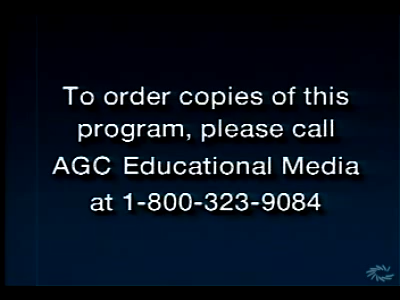 To order copies of this
program, please call
AGC Educational Media
at 1-800-323-9084